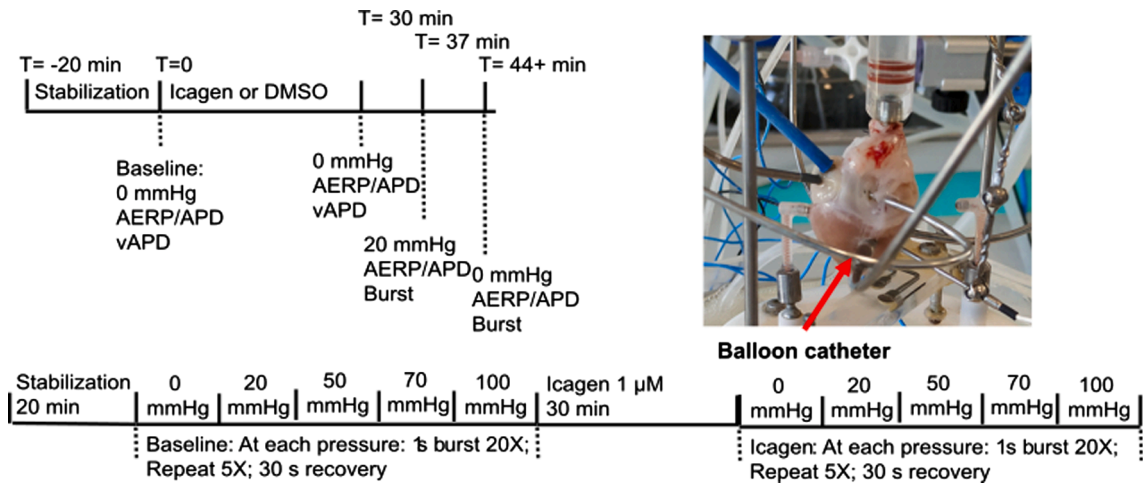 T= 30 min
T= 37 min
T= -20 min
T=0
T= 44+ min
Stabilization
Icagen or DMSO
Baseline:
0 mmHg
AERP/APD
vAPD
0 mmHg
AERP/APD
vAPD
20 mmHg
AERP/APD
Burst
0 mmHg
AERP/APD
Burst
Balloon catheter
Stabilization
20 min
0
mmHg
20
mmHg
50
mmHg
70
mmHg
100
mmHg
Icagen 1 µM
30 min
0
mmHg
20
mmHg
50
mmHg
70
mmHg
100
mmHg
Baseline: At each pressure: 1s burst 20X;
Repeat 5X; 30 s recovery
Icagen: At each pressure: 1s burst 20X;
Repeat 5X; 30 s recovery